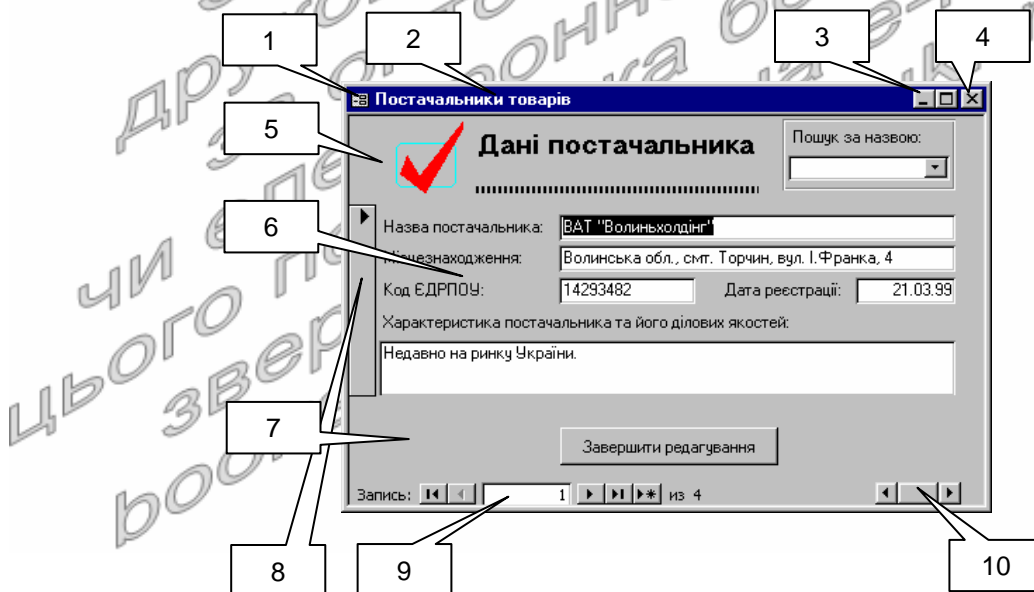 1
2
3
4
Постачальники товарів
5
Дані постачальника
Пошук за назвою:
6
Назва постачальника: ВАТ "Волиньхолдінг"
Місцезнаходження: Волинська обл., смт. Торчин, вул. І.Франка, 4
Код ЄДРПОУ: 14293482 Дата реєстрації: 21.03.99
Характеристика постачальника та його ділових якостей:
Недавно на ринку України.
7
Завершити редагування
Запись: 1 из 4
8
9
10